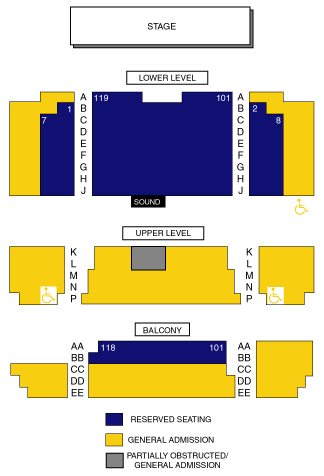 STAGE
LOWER LEVEL
A 119 101 A
B 1 B 2
C 7 C 8
D D
E E
F F
G G
H H
J J
SOUND
UPPER LEVEL
K K
L L
M M
N N
P P
BALCONY
AA 118 101 AA
BB BB
CC CC
DD DD
EE EE
RESERVED SEATING
GENERAL ADMISSION
PARTIALLY OBSTRUCTED/
GENERAL ADMISSION